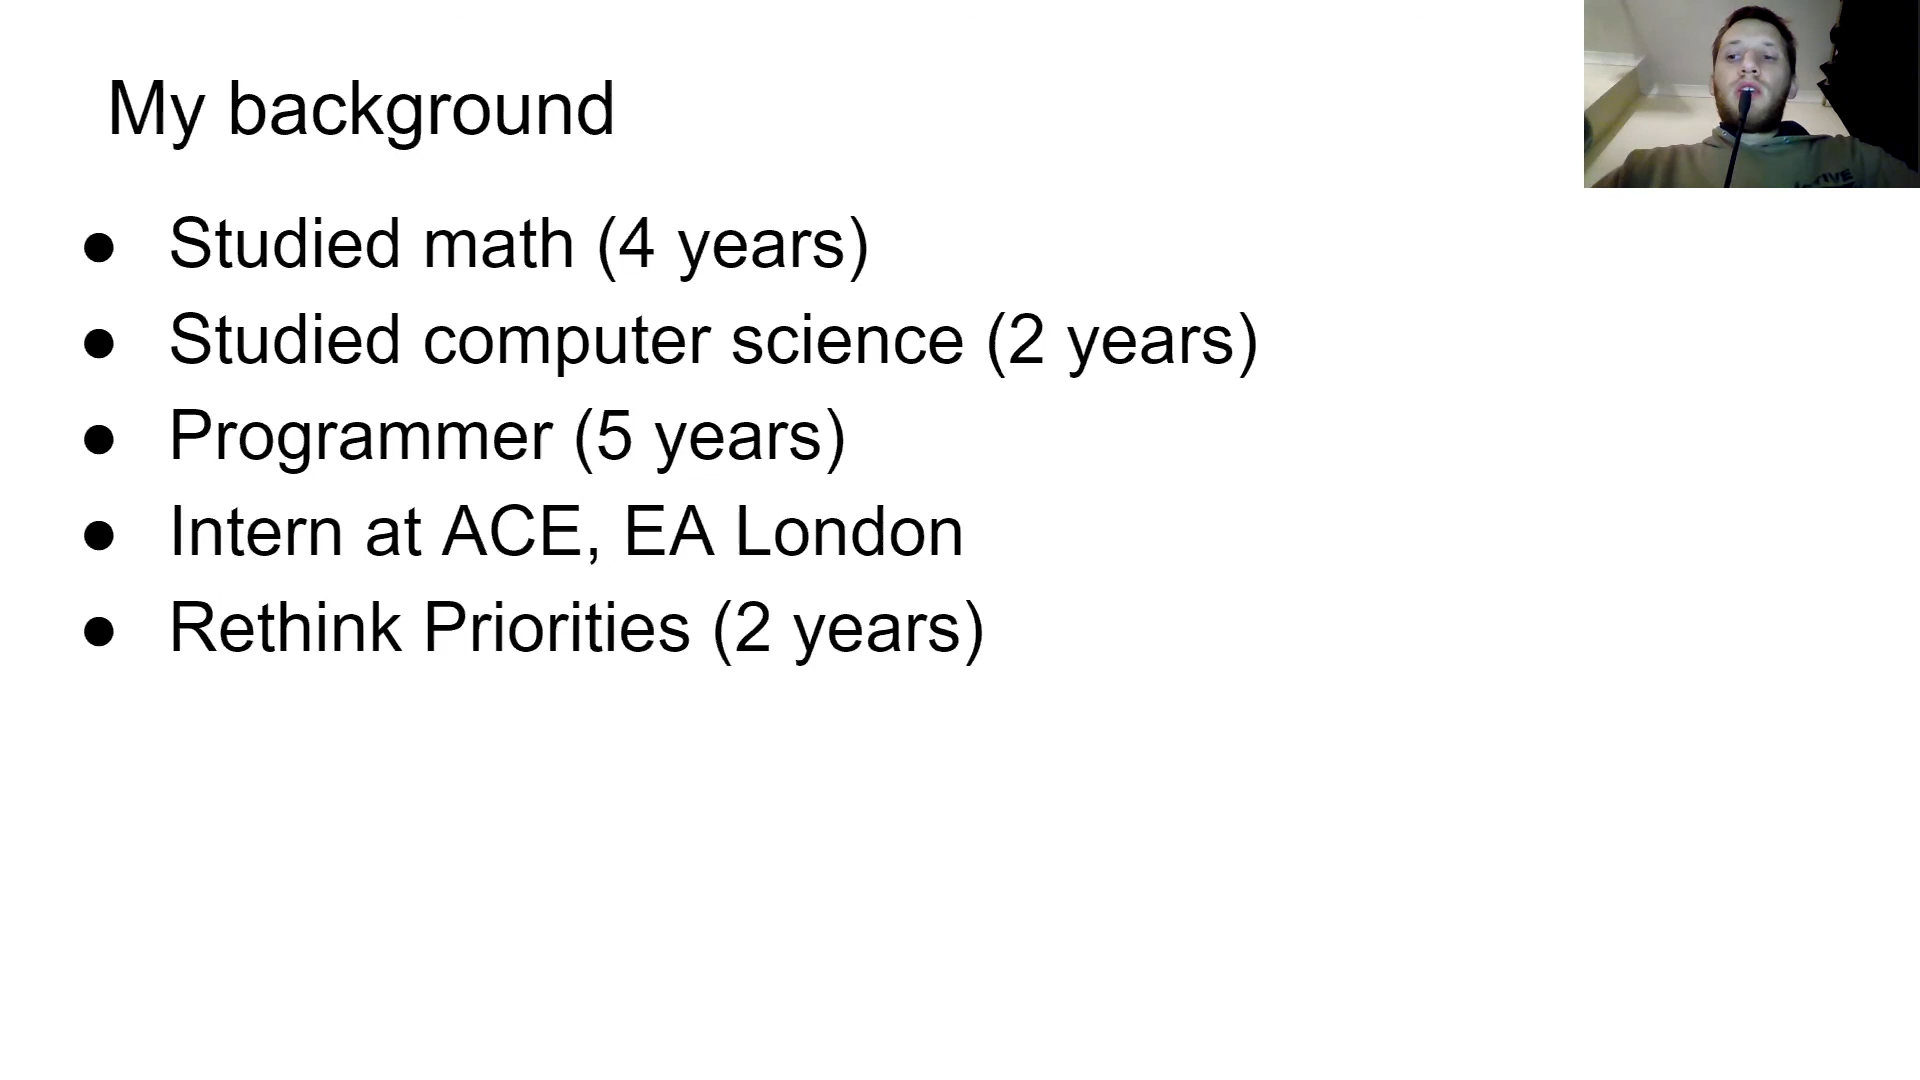 My background
● Studied math (4 years)
● Studied computer science (2 years)
● Programmer (5 years)
● Intern at ACE, EA London
● Rethink Priorities (2 years)